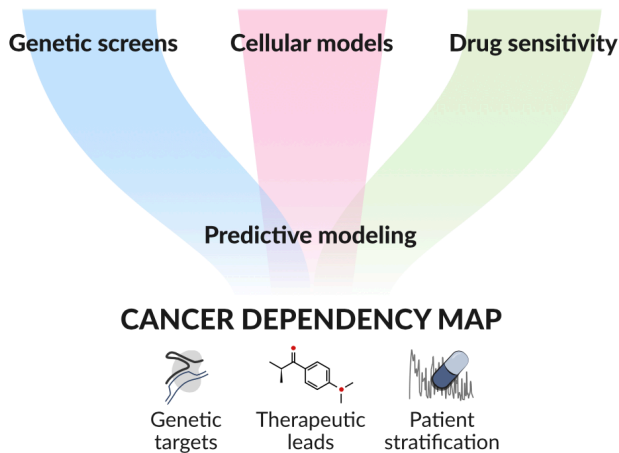 Genetic screens Cellular models Drug sensitivity
Predictive modeling
CANCER DEPENDENCY MAP
Genetic targets
Therapeutic leads
Patient stratification